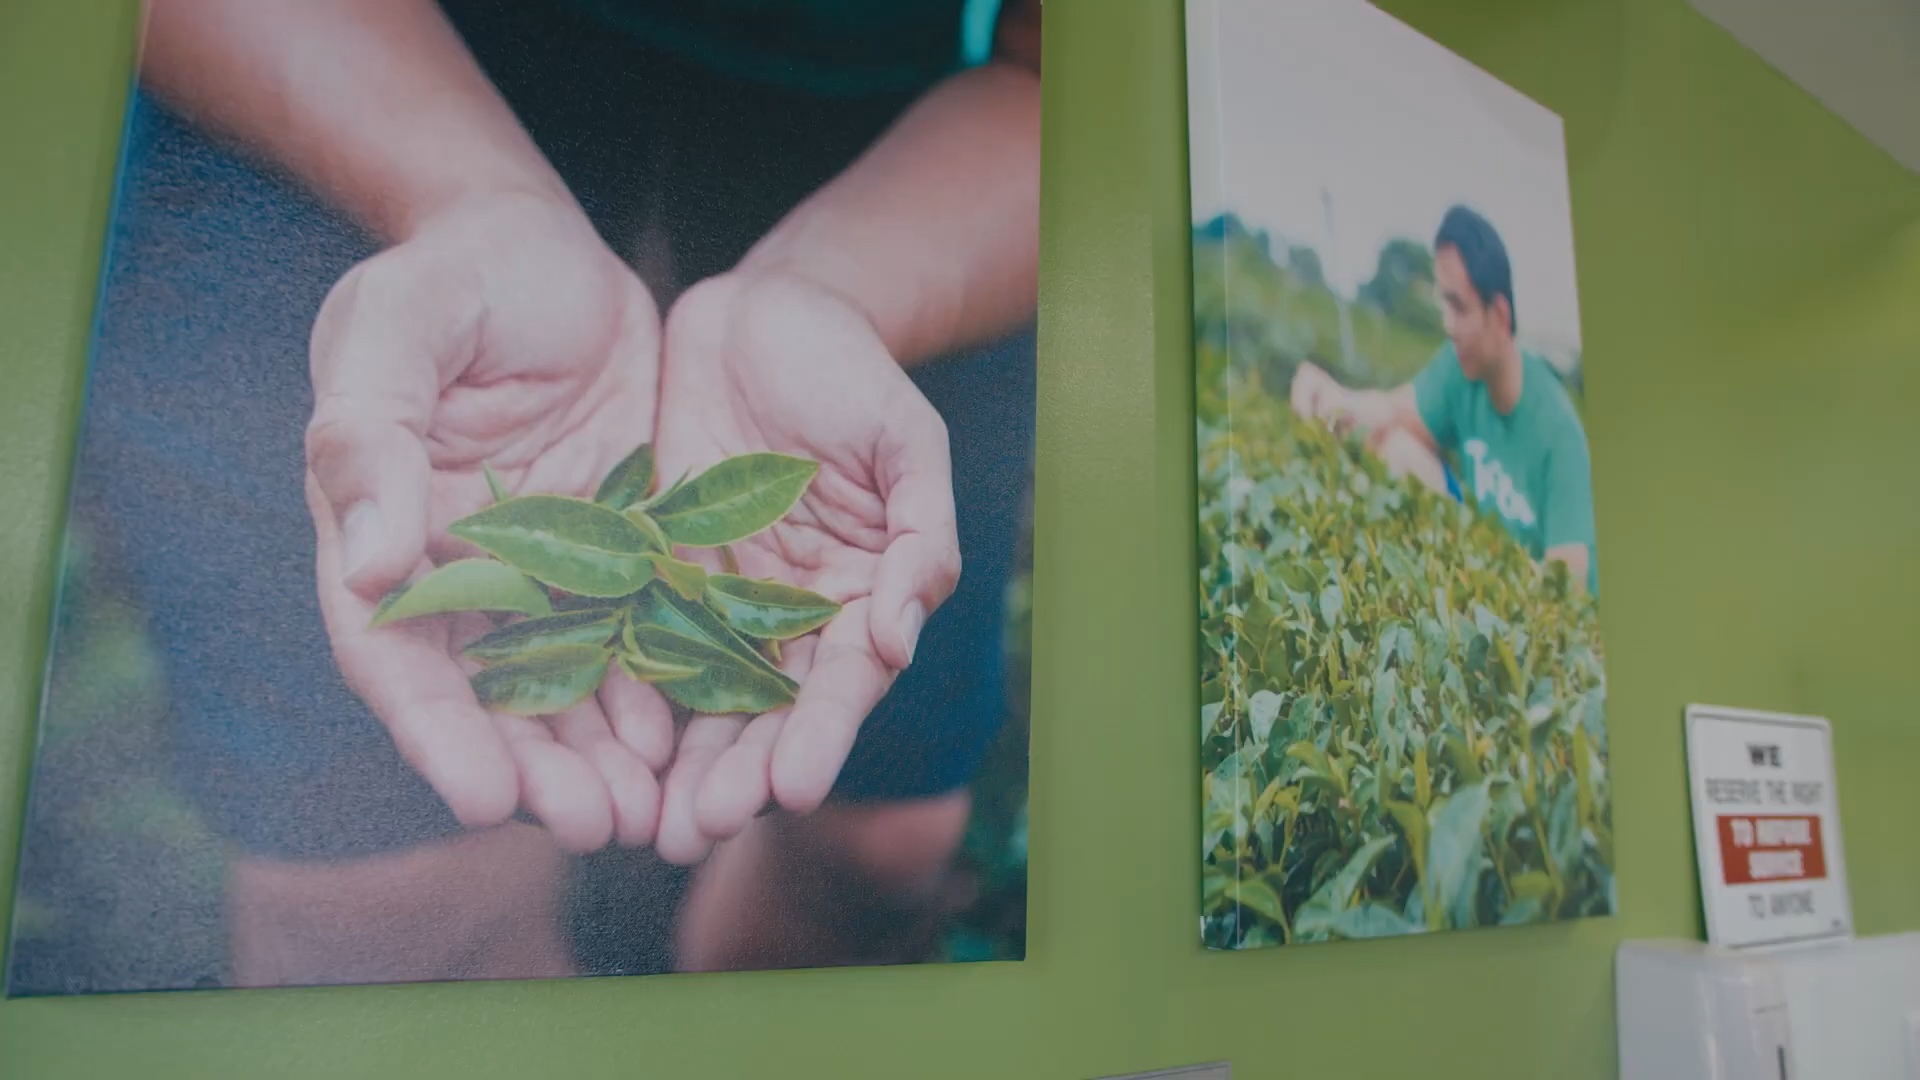 WE
RESERVE THE RIGHT
TO REFUSE
SERVICE
TO ANYONE